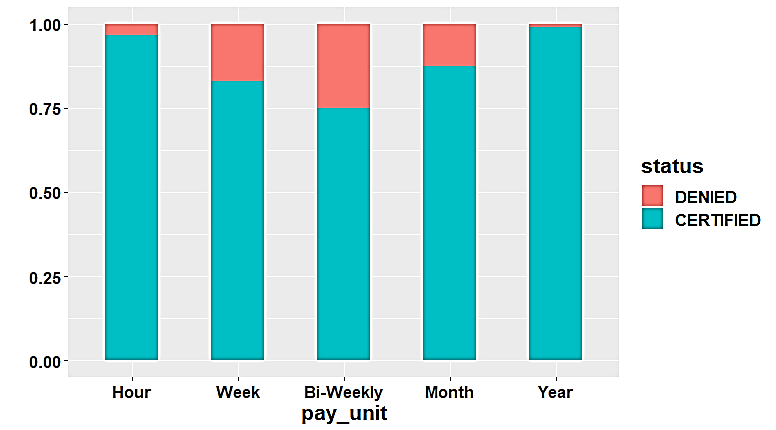 1.00
0.75
0.50
0.25
0.00
Hour Week Bi-Weekly Month Year
pay_unit
status
DENIED
CERTIFIED